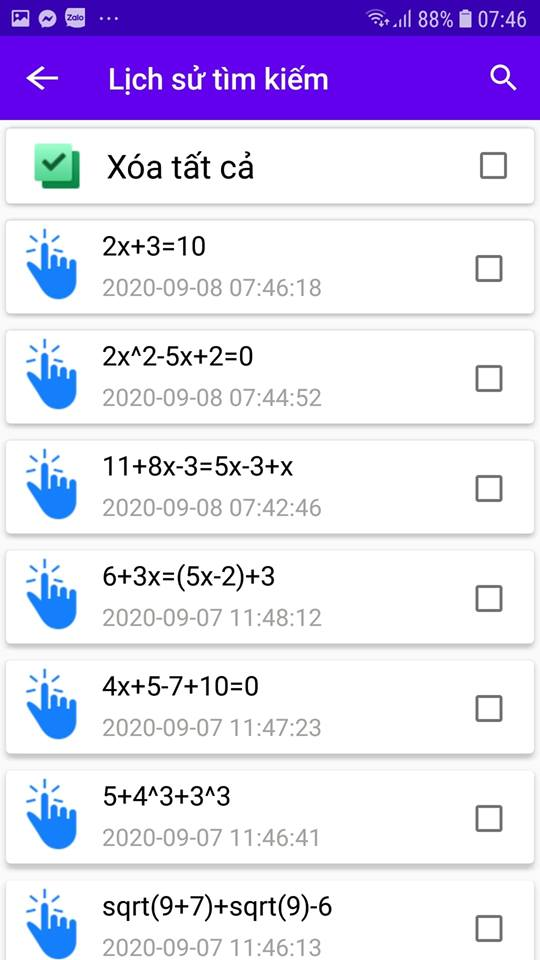 Zalo
88%
07:46
Lịch sử tìm kiếm
Xóa tất cả
2x+3=10
2020-09-08 07:46:18
2x^2-5x+2=0
2020-09-08 07:44:52
11+8x-3=5x-3+x
2020-09-08 07:42:46
6+3x=(5x-2)+3
2020-09-07 11:48:12
4x+5-7+10=0
2020-09-07 11:47:23
5+4^3+3^3
2020-09-07 11:46:41
sqrt(9+7)+sqrt(9)-6
2020-09-07 11:46:13